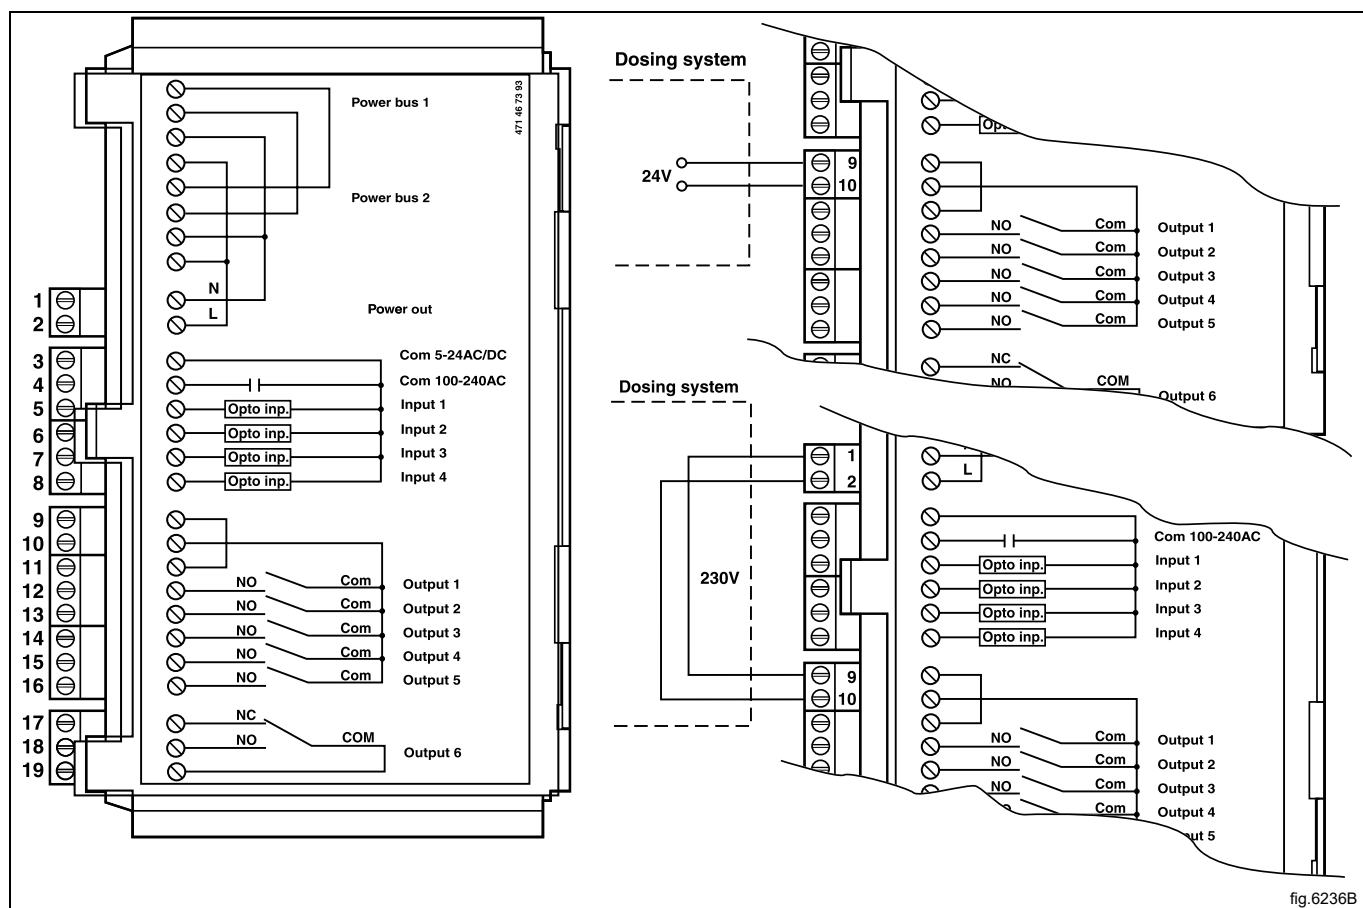 471 46 73 93
Power bus 1
Power bus 2
N
L
Power out
1
2
3
4
5
6
7
8
9
10
11
12
13
14
15
16
17
18
19
Com 5-24AC/DC
Com 100-240AC
Opto inp. Input 1
Opto inp. Input 2
Opto inp. Input 3
Opto inp. Input 4
NO Com Output 1
NO Com Output 2
NO Com Output 3
NO Com Output 4
NO Com Output 5
NC
NO COM Output 6
Dosing system
24V
9
10
NO Com Output 1
NO Com Output 2
NO Com Output 3
NO Com Output 4
NO Com Output 5
NC
NO COM Output 6
Dosing system
230V
1
2
L
Com 100-240AC
Opto inp. Input 1
Opto inp. Input 2
Opto inp. Input 3
Opto inp. Input 4
9
10
NO Com Output 1
NO Com Output 2
NO Com Output 3
Com Output 4
5
fig.6236B